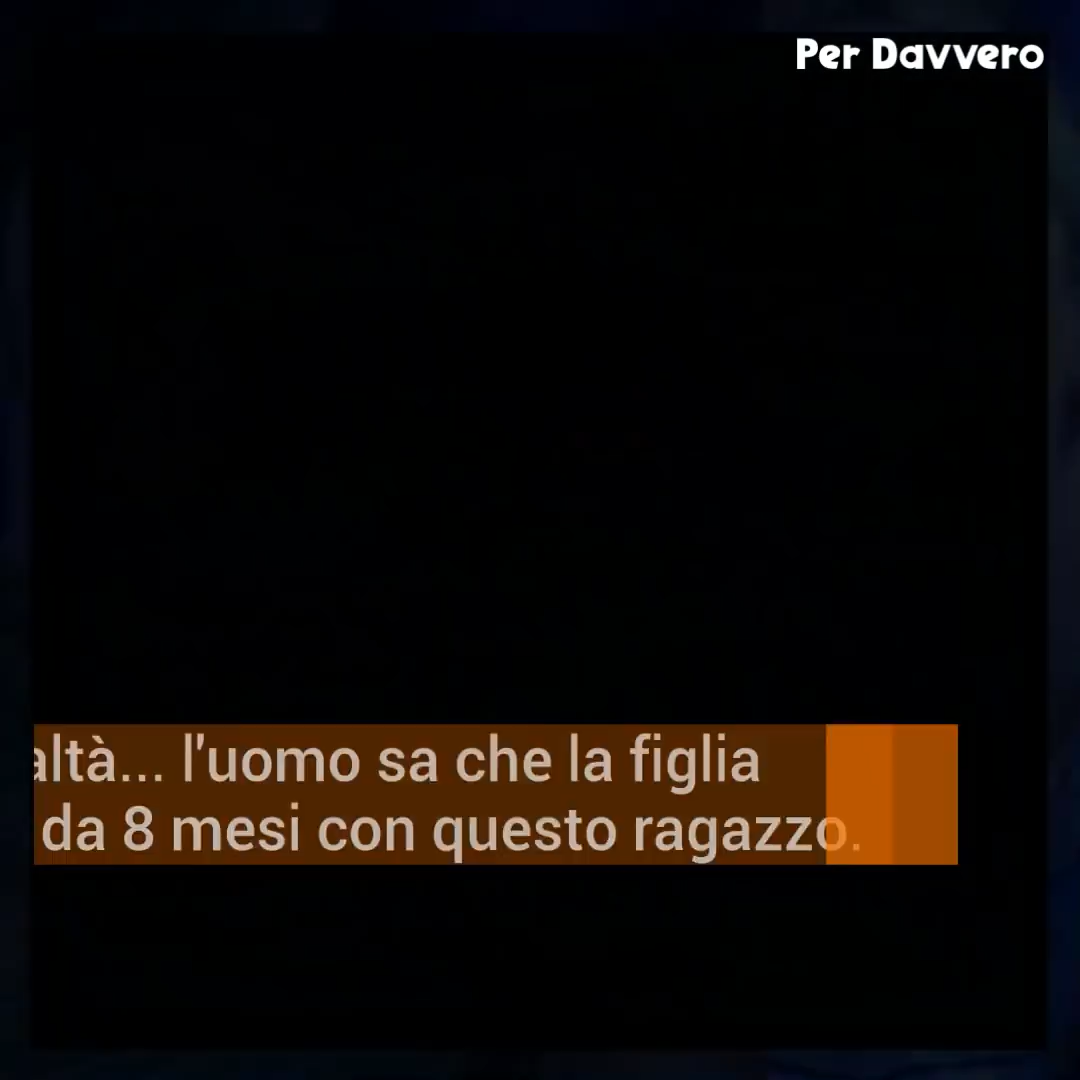 Per Davvero
altà... l'uomo sa che la figlia
da 8 mesi con questo ragazzo.